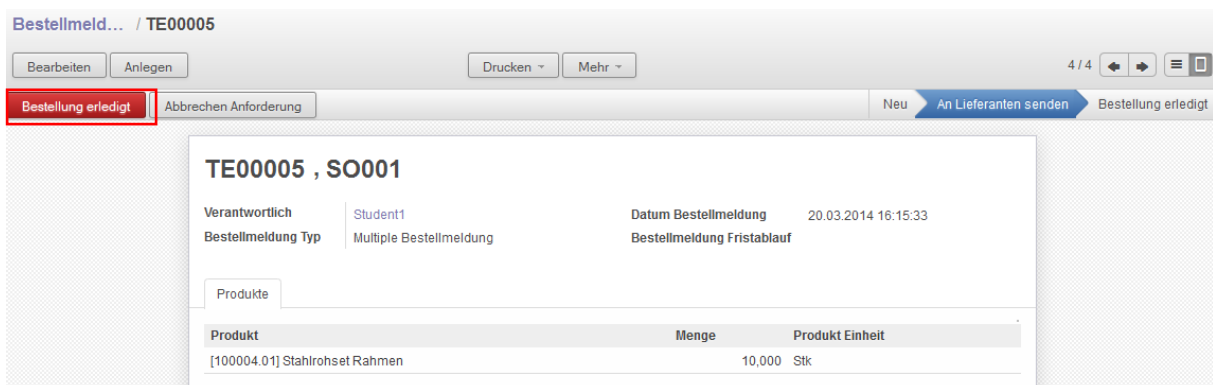 Bestellmeld... / TE00005
Bearbeiten Anlegen Drucken Mehr 4 / 4
Bestellung erledigt Abbrechen Anforderung Neu An Lieferanten senden Bestellung erledigt
TE00005 , SO001
Verantwortlich Student1 Datum Bestellmeldung 20.03.2014 16:15:33
Bestellmeldung Typ Multiple Bestellmeldung Bestellmeldung Fristablauf
Produkte
Produkt Menge Produkt Einheit
[100004.01] Stahlrohset Rahmen 10,000 Stk